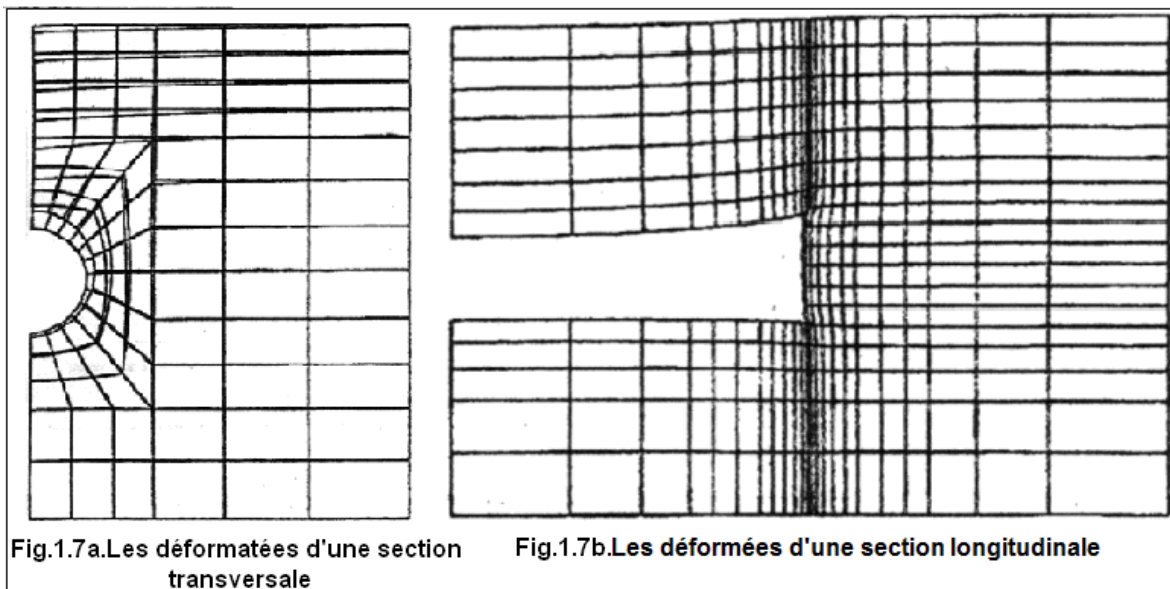 Fig.1.7a.Les déformatées d'une section
transversale
Fig.1.7b.Les déformées d'une section longitudinale